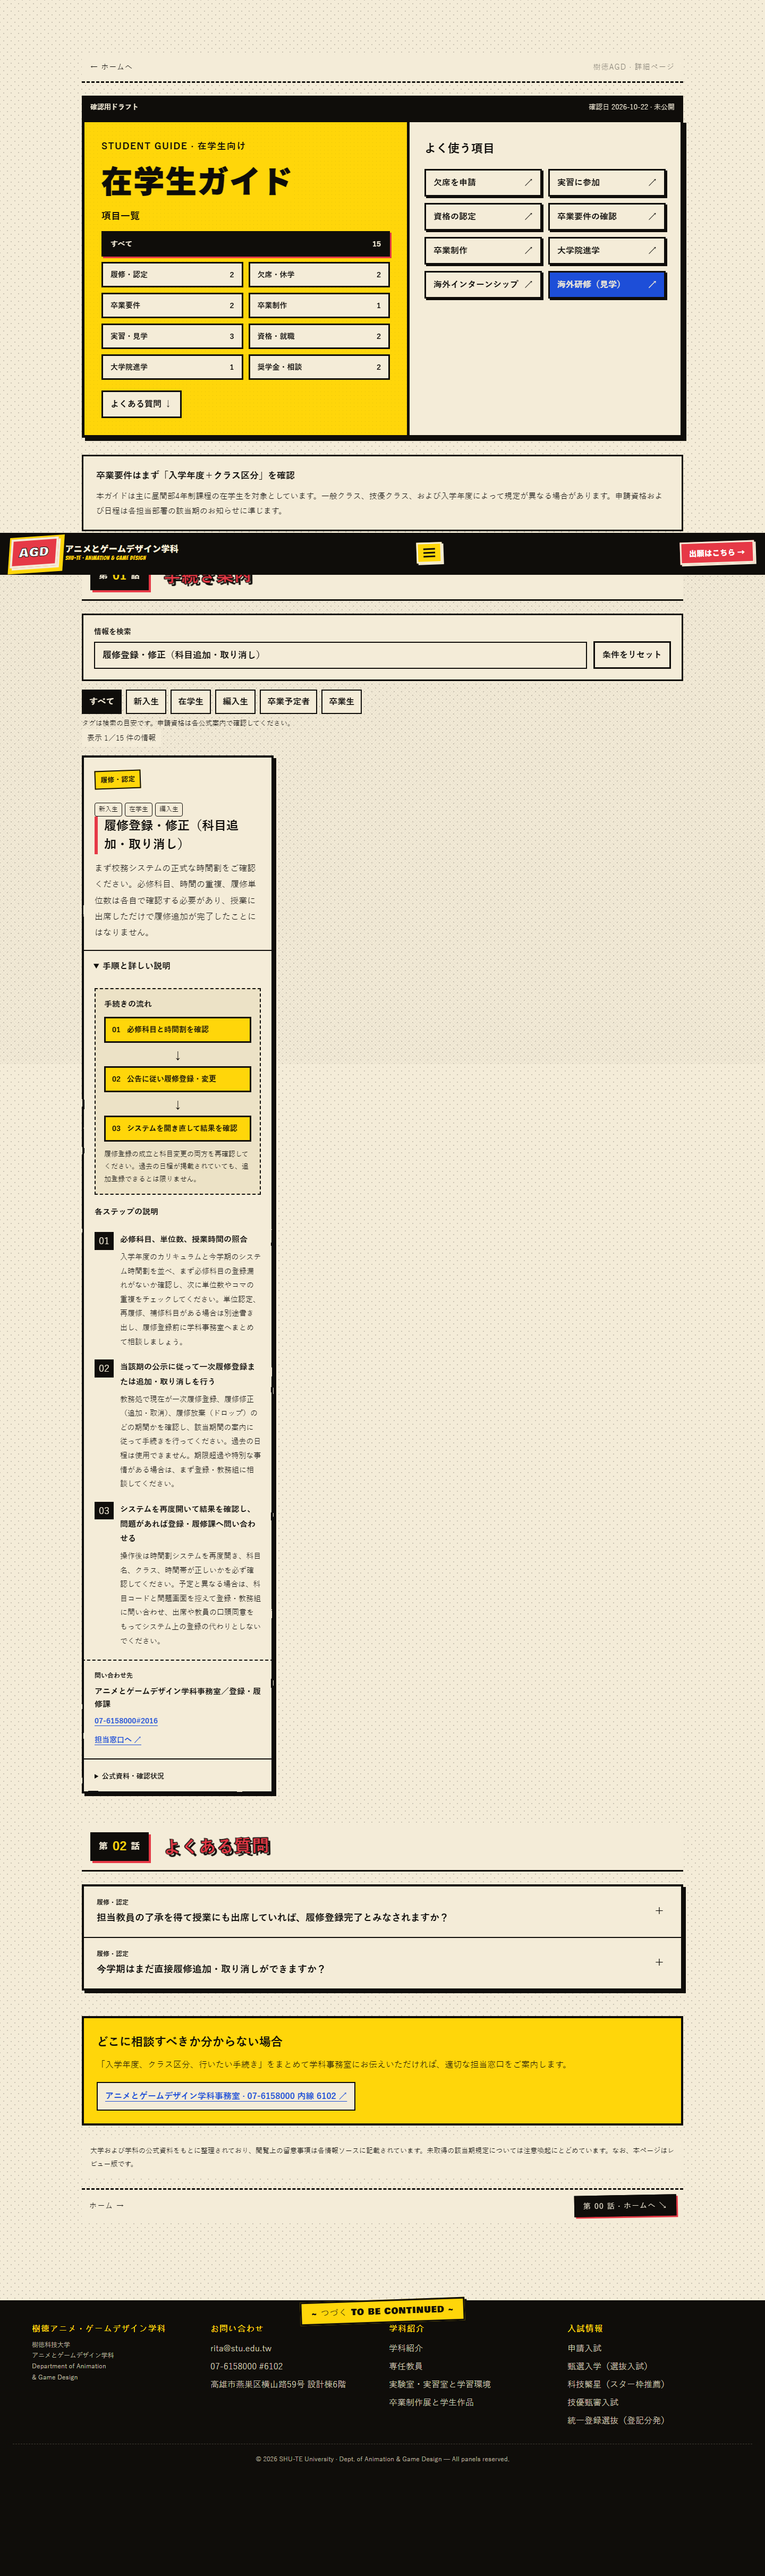 ← ホームへ
樹徳AGD · 詳細ページ
確認用ドラフト
確認日 2026-10-22 · 未公開
STUDENT GUIDE · 在学生向け
在学生ガイド
項目一覧
すべて 15
履修・認定 2
欠席・休学 2
卒業要件 2
卒業制作 1
実習・見学 3
資格・就職 2
大学院進学 1
奨学金・相談 2
よくある質問 ↓
よく使う項目
欠席を申請 ↗
実習に参加 ↗
資格の認定 ↗
卒業要件の確認 ↗
卒業制作 ↗
大学院進学 ↗
海外インターンシップ ↗
海外研修（見学） ↗
卒業要件はまず「入学年度＋クラス区分」を確認
本ガイドは主に昼間部4年制課程の在学生を対象としています。一般クラス、技優クラス、および入学年度によって規定が異なる場合があります。申請資格およ
び日程は各担当部署の該当期のお知らせに準じます。
AGD
アニメとゲームデザイン学科
SHU-TE · ANIMATION & GAME DESIGN
出願はこちら →
第 01 話
手続き案内
情報を検索
履修登録・修正（科目追加・取り消し）
条件をリセット
すべて
新入生
在学生
編入生
卒業予定者
卒業生
タグは検索の目安です。申請資格は各公式案内で確認してください。
表示 1／15 件の情報
履修・認定
新入生
在学生
編入生
履修登録・修正（科目追
加・取り消し）
まず校務システムの正式な時間割をご確認
ください。必修科目、時間の重複、履修単
位数は各自で確認する必要があり、授業に
出席しただけで履修追加が完了したことに
はなりません。
▼ 手順と詳しい説明
手続きの流れ
01 必修科目と時間割を確認
↓
02 公告に従い履修登録・変更
↓
03 システムを開き直して結果を確認
履修登録の成立と科目変更の両方を再確認して
ください。過去の日程が掲載されていても、追
加登録できるとは限りません。
各ステップの説明
01
必修科目、単位数、授業時間の照合
入学年度のカリキュラムと今学期のシステ
ム時間割を並べ、まず必修科目の登録漏
れがないか確認し、次に単位数やコマの
重複をチェックしてください。単位認定、
再履修、補修科目がある場合は別途書き
出し、履修登録前に学科事務室へまとめ
て相談しましょう。
02
当該期の公示に従って一次履修登録ま
たは追加・取り消しを行う
教務処で現在が一次履修登録、履修修正
（追加・取消）、履修放棄（ドロップ）の
どの期間かを確認し、該当期間の案内に
従って手続きを行ってください。過去の日
程は使用できません。期限超過や特別な事
情がある場合は、まず登録・教務組に相
談してください。
03
システムを再度開いて結果を確認し、
問題があれば登録・履修課へ問い合わ
せる
操作後は時間割システムを再度開き、科目
名、クラス、時間帯が正しいかを必ず確
認してください。予定と異なる場合は、科
目コードと問題画面を控えて登録・教務組
に問い合わせ、出席や教員の口頭同意を
もってシステム上の登録の代わりとしない
でください。
問い合わせ先
アニメとゲームデザイン学科事務室／登録・履
修課
07-6158000#2016
担当窓口へ ↗
▶ 公式資料・確認状況
第 02 話
よくある質問
履修・認定
担当教員の了承を得て授業にも出席していれば、履修登録完了とみなされますか？
＋
履修・認定
今学期はまだ直接履修追加・取り消しができますか？
＋
どこに相談すべきか分からない場合
「入学年度、クラス区分、行いたい手続き」をまとめて学科事務室にお伝えいただければ、適切な担当窓口をご案内します。
アニメとゲームデザイン学科事務室 · 07-6158000 内線 6102 ↗
大学および学科の公式資料をもとに整理されており、閲覧上の留意事項は各情報ソースに記載されています。未取得の該当期規定については注意喚起にとどめています。なお、本ページはレ
ビュー版です。
ホーム →
第 00 話 · ホームへ ↘
~ つづく TO BE CONTINUED ~
樹徳アニメ・ゲームデザイン学科
樹徳科技大学
アニメとゲームデザイン学科
Department of Animation
& Game Design
お問い合わせ
rita@stu.edu.tw
07-6158000 #6102
高雄市燕巣区横山路59号 設計棟6階
学科紹介
学科紹介
専任教員
実験室・実習室と学習環境
卒業制作展と学生作品
入試情報
申請入試
甄選入学（選抜入試）
科技繁星（スター枠推薦）
技優甄審入試
統一登録選抜（登記分発）
© 2026 SHU-TE University · Dept. of Animation & Game Design — All panels reserved.